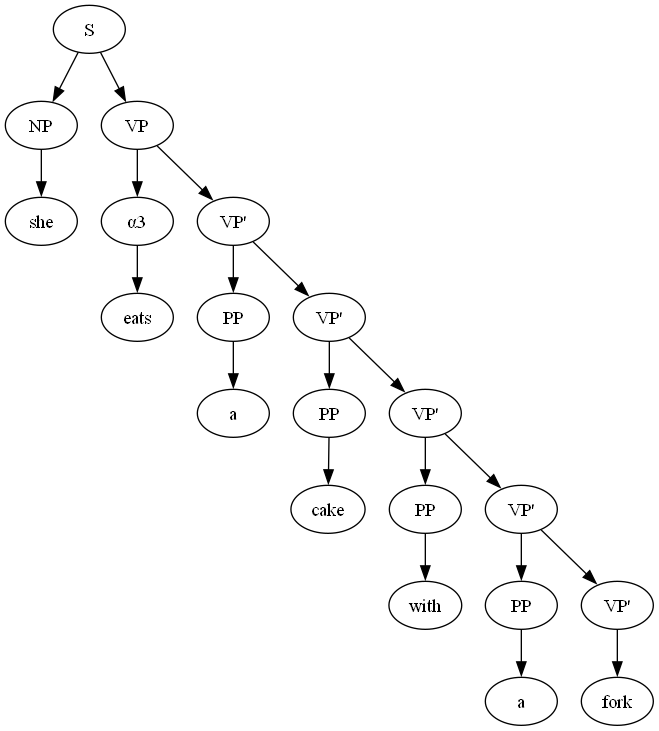 S
NP VP
she α3 VP'
eats PP VP'
a PP VP'
cake PP VP'
with PP VP'
a fork